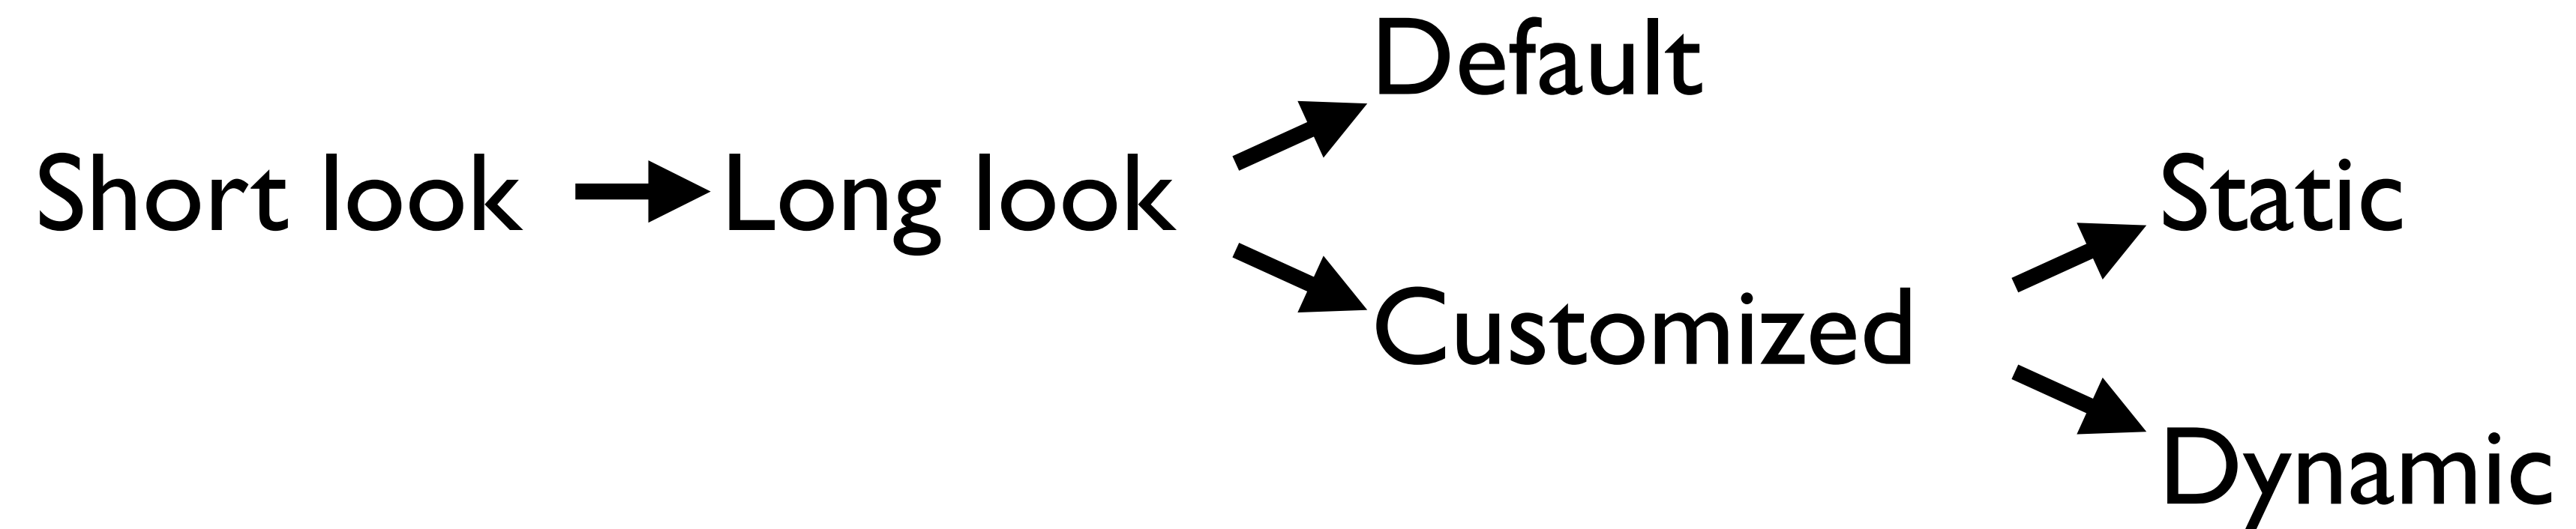 Default
Short look
Long look
Static
Customized
Dynamic